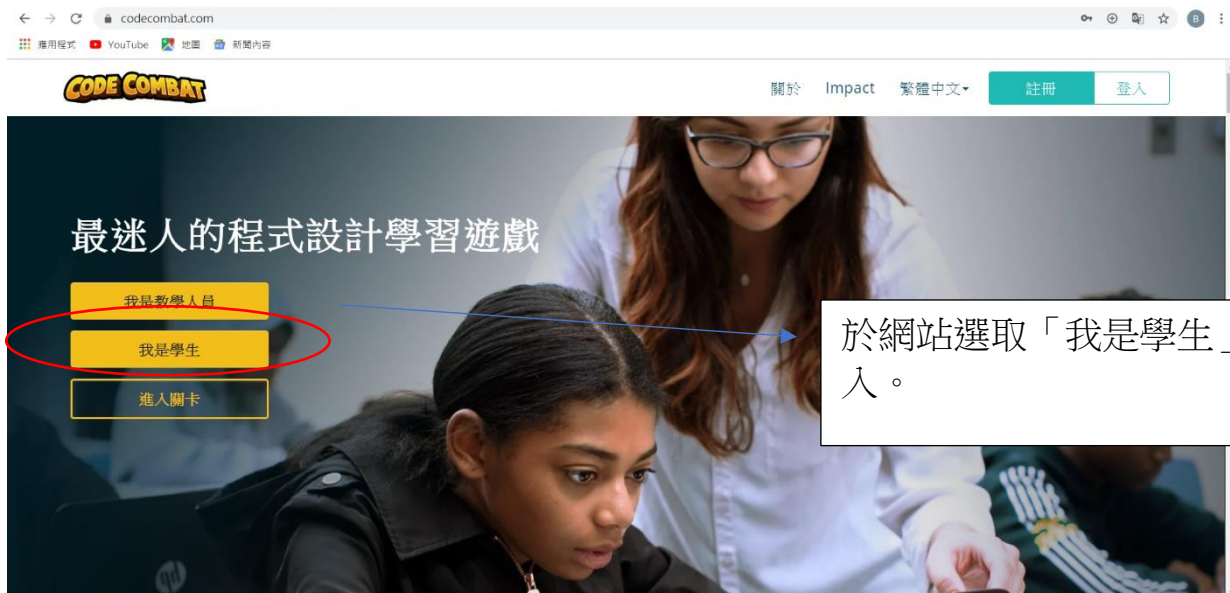 codecombat.com
B
應用程式 YouTube 地圖 新聞內容
CODE COMBAT 關於 Impact 繁體中文 註冊 登入
最迷人的程式設計學習遊戲
我是教學人員
我是學生
進入關卡
於網站選取「我是學生」
入。
hp